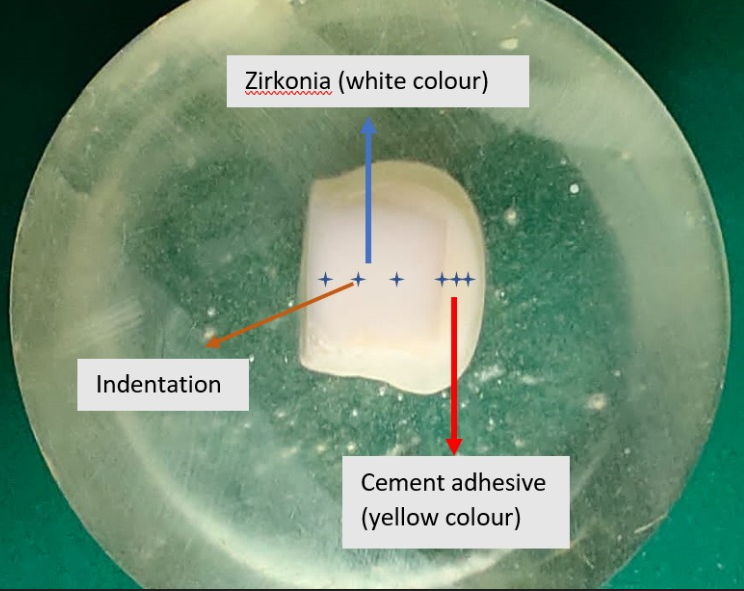 Zirkonia (white colour)
Indentation
Cement adhesive
(yellow colour)